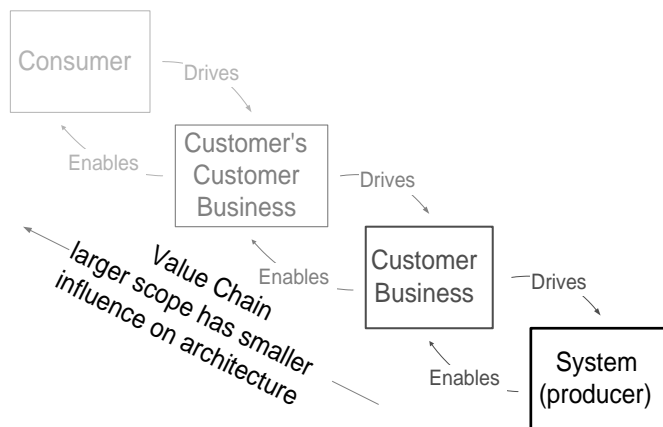 Consumer
Drives
Enables
Customer's
Customer
Business
Drives
Enables
Customer
Business
Drives
Enables
System
(producer)
Value Chain
larger scope has smaller
influence on architecture